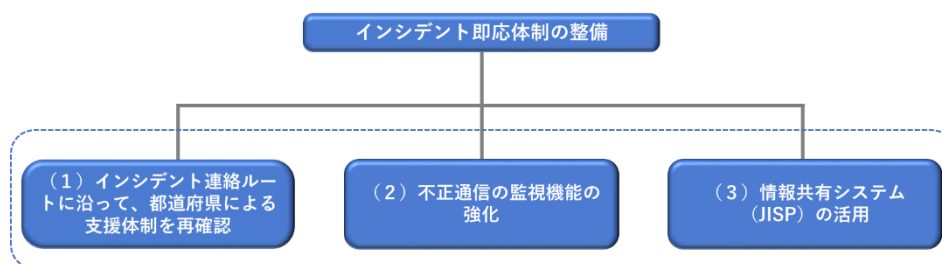 インシデント即応体制の整備
（1）インシデント連絡ルー
トに沿って、都道府県による
支援体制を再確認
（2）不正通信の監視機能の
強化
（3）情報共有システム
（JISP）の活用